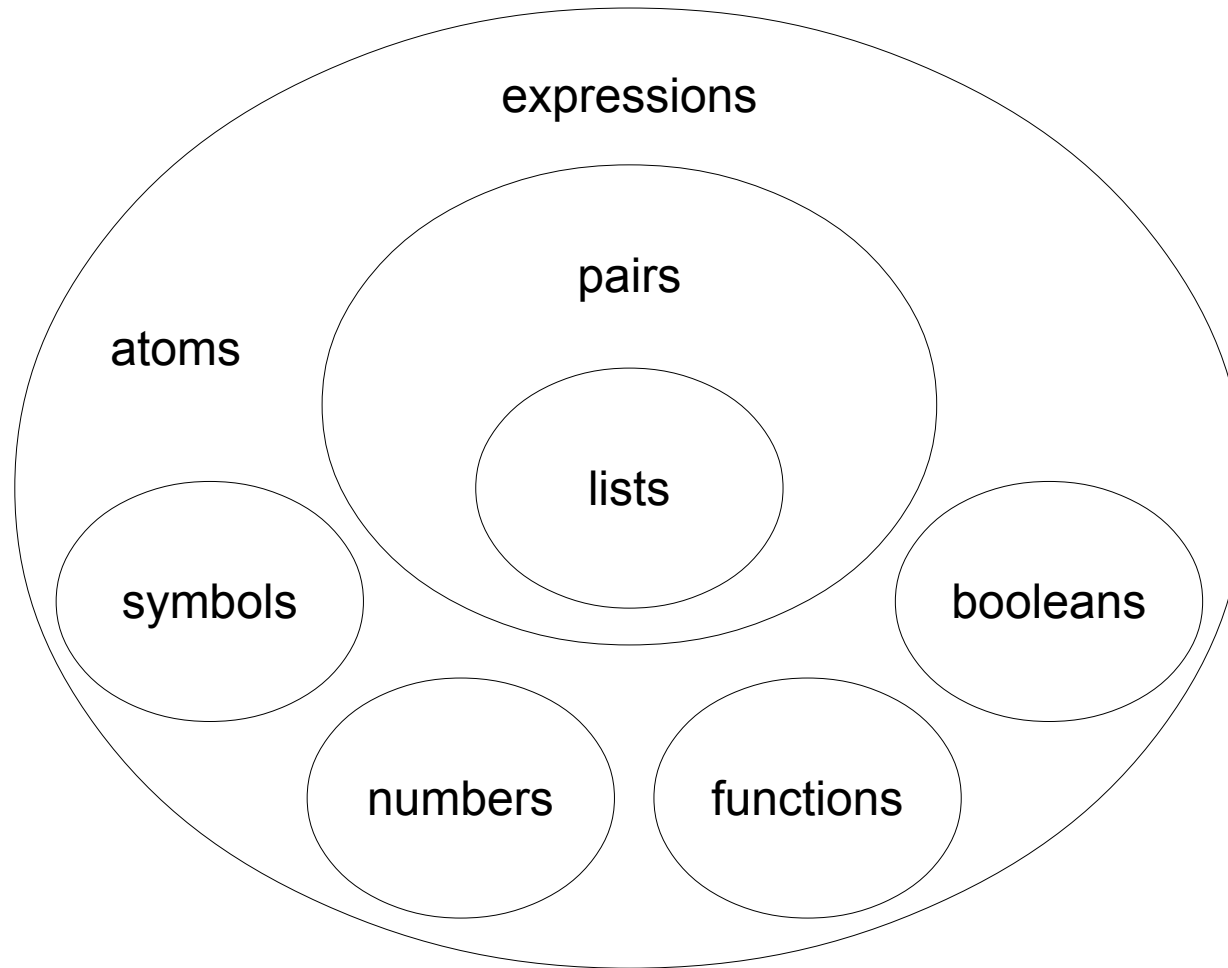 expressions
pairs
atoms
lists
symbols
booleans
numbers
functions